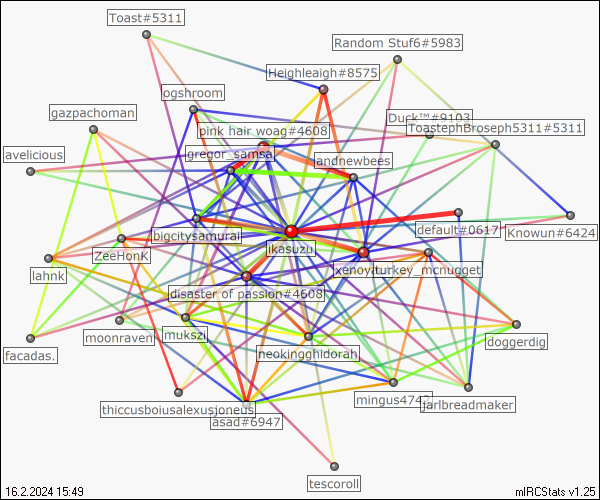 Toast#5311
Random Stuf6#5983
Heighleigh#8575
ogshroom
gazpachoman
Duck™#9103
pink hair woag#4608
ToastephBroseph5311#5311
avelicious
gregor_samsa
andnewbees
default#0617
Knowun#6424
bigcitysamurai
ikasuzu
ZeeHonK
xenoylturkey_mcnugget
lahnk
disaster of passion#4608
moonraven
mukszi
doggerdig
facadas.
neokingghidorah
mingus4742
jarlbreadmaker
thiccusboiusalexusjoneus
asad#6947
tescoroll
16.2.2024 15:49
mIRCStats v1.25